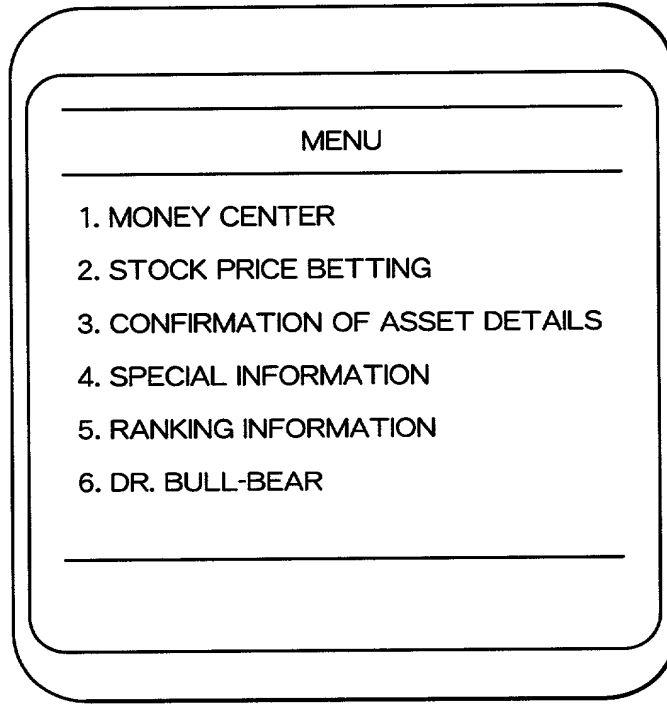 MENU
1. MONEY CENTER
2. STOCK PRICE BETTING
3. CONFIRMATION OF ASSET DETAILS
4. SPECIAL INFORMATION
5. RANKING INFORMATION
6. DR. BULL-BEAR